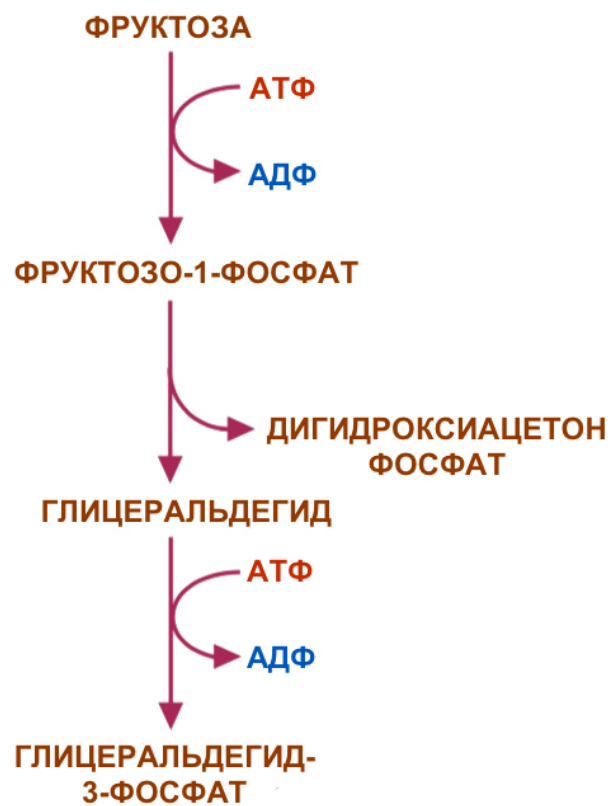 ФРУКТОЗА
АТФ
АДФ
ФРУКТОЗО-1-ФОСФАТ
ДИГИДРОКСИАЦЕТОН
ФОСФАТ
ГЛИЦЕРАЛЬДЕГИД
АТФ
АДФ
ГЛИЦЕРАЛЬДЕГИД-
3-ФОСФАТ